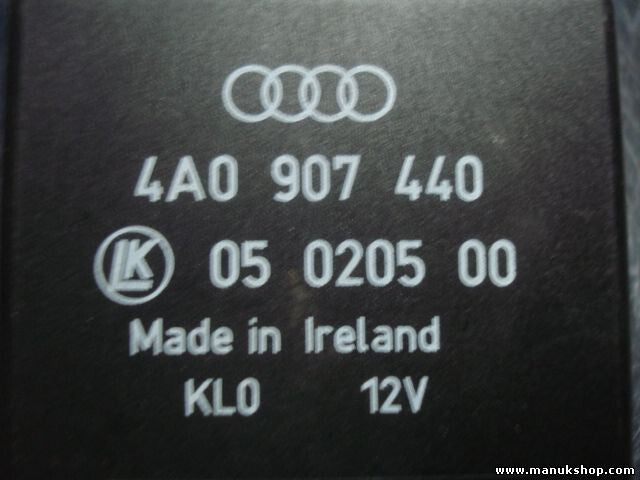 4A0 907 440
LK 05 0205 00
Made in Ireland
KL0 12V
www.manukshop.com